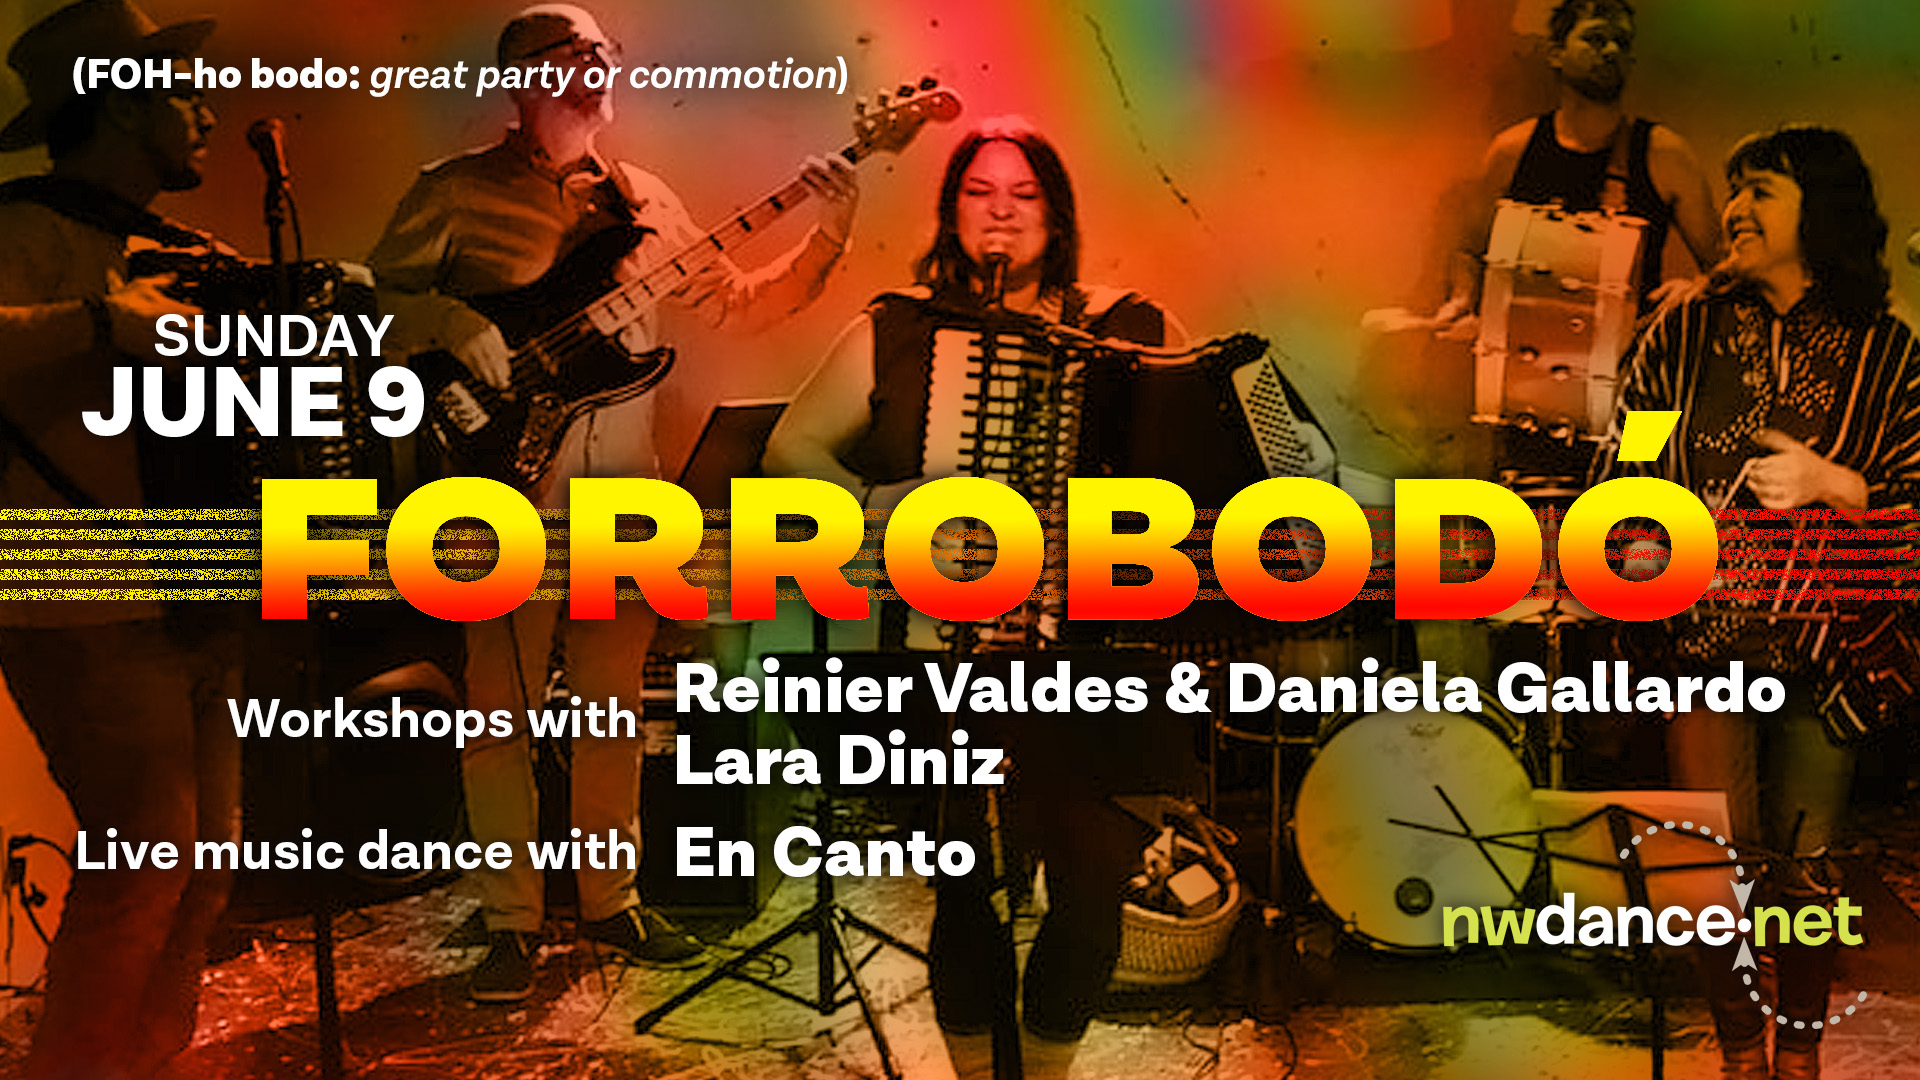 (FOH-ho bodo: great party or commotion)
SUNDAY
JUNE 9
FORROBODÓ
Workshops with
Reinier Valdes & Daniela Gallardo
Lara Diniz
Live music dance with
En Canto
nwdance.net